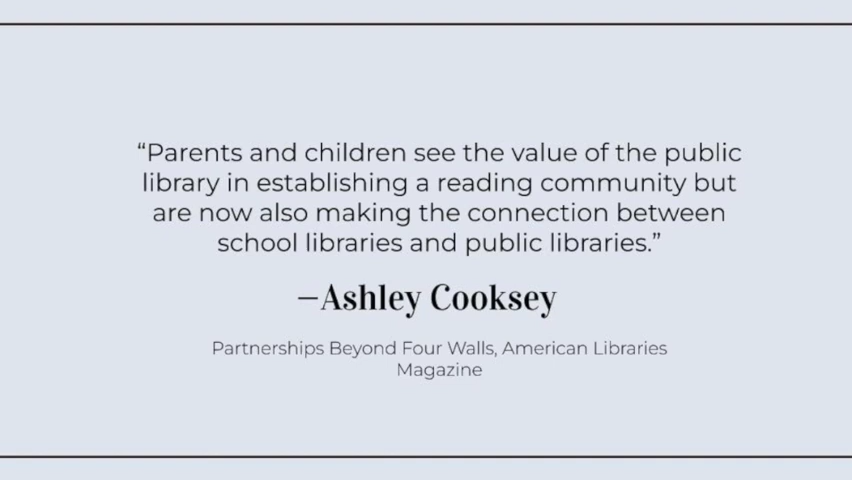 “Parents and children see the value of the public
library in establishing a reading community but
are now also making the connection between
school libraries and public libraries.”
—Ashley Cooksey
Partnerships Beyond Four Walls, American Libraries
Magazine